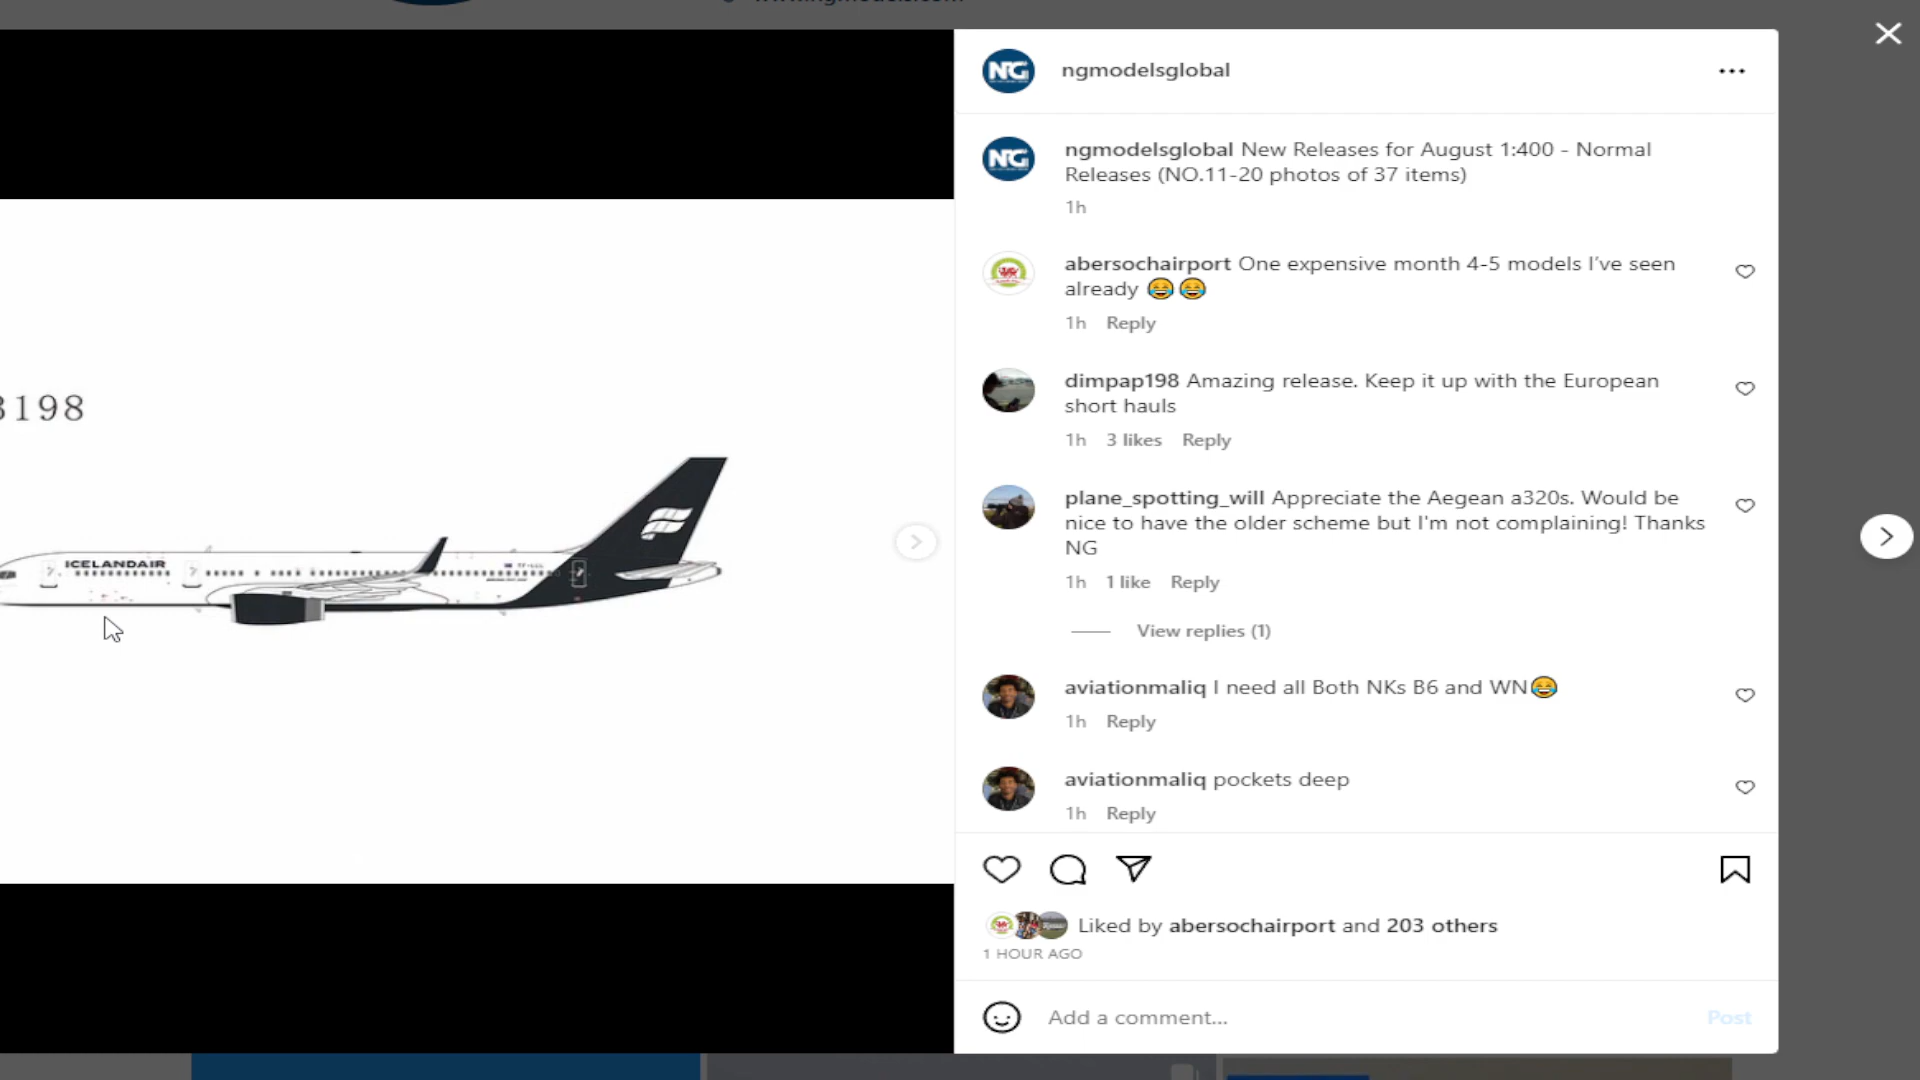 ngmodelsglobal
ngmodelsglobal New Releases for August 1:400 - Normal
Releases (NO.11-20 photos of 37 items)
1h
abersochairport One expensive month 4-5 models I've seen
already 😂😂
1h Reply
dimpap198 Amazing release. Keep it up with the European
short hauls
1h 3 likes Reply
3198
plane_spotting_will Appreciate the Aegean a320s. Would be
nice to have the older scheme but I'm not complaining! Thanks
NG
1h 1 like Reply
ICELANDAIR
View replies (1)
aviationmaliq I need all Both NKs B6 and WN😂
1h Reply
aviationmaliq pockets deep
1h Reply
Liked by abersochairport and 203 others
1 HOUR AGO
Add a comment...
Post